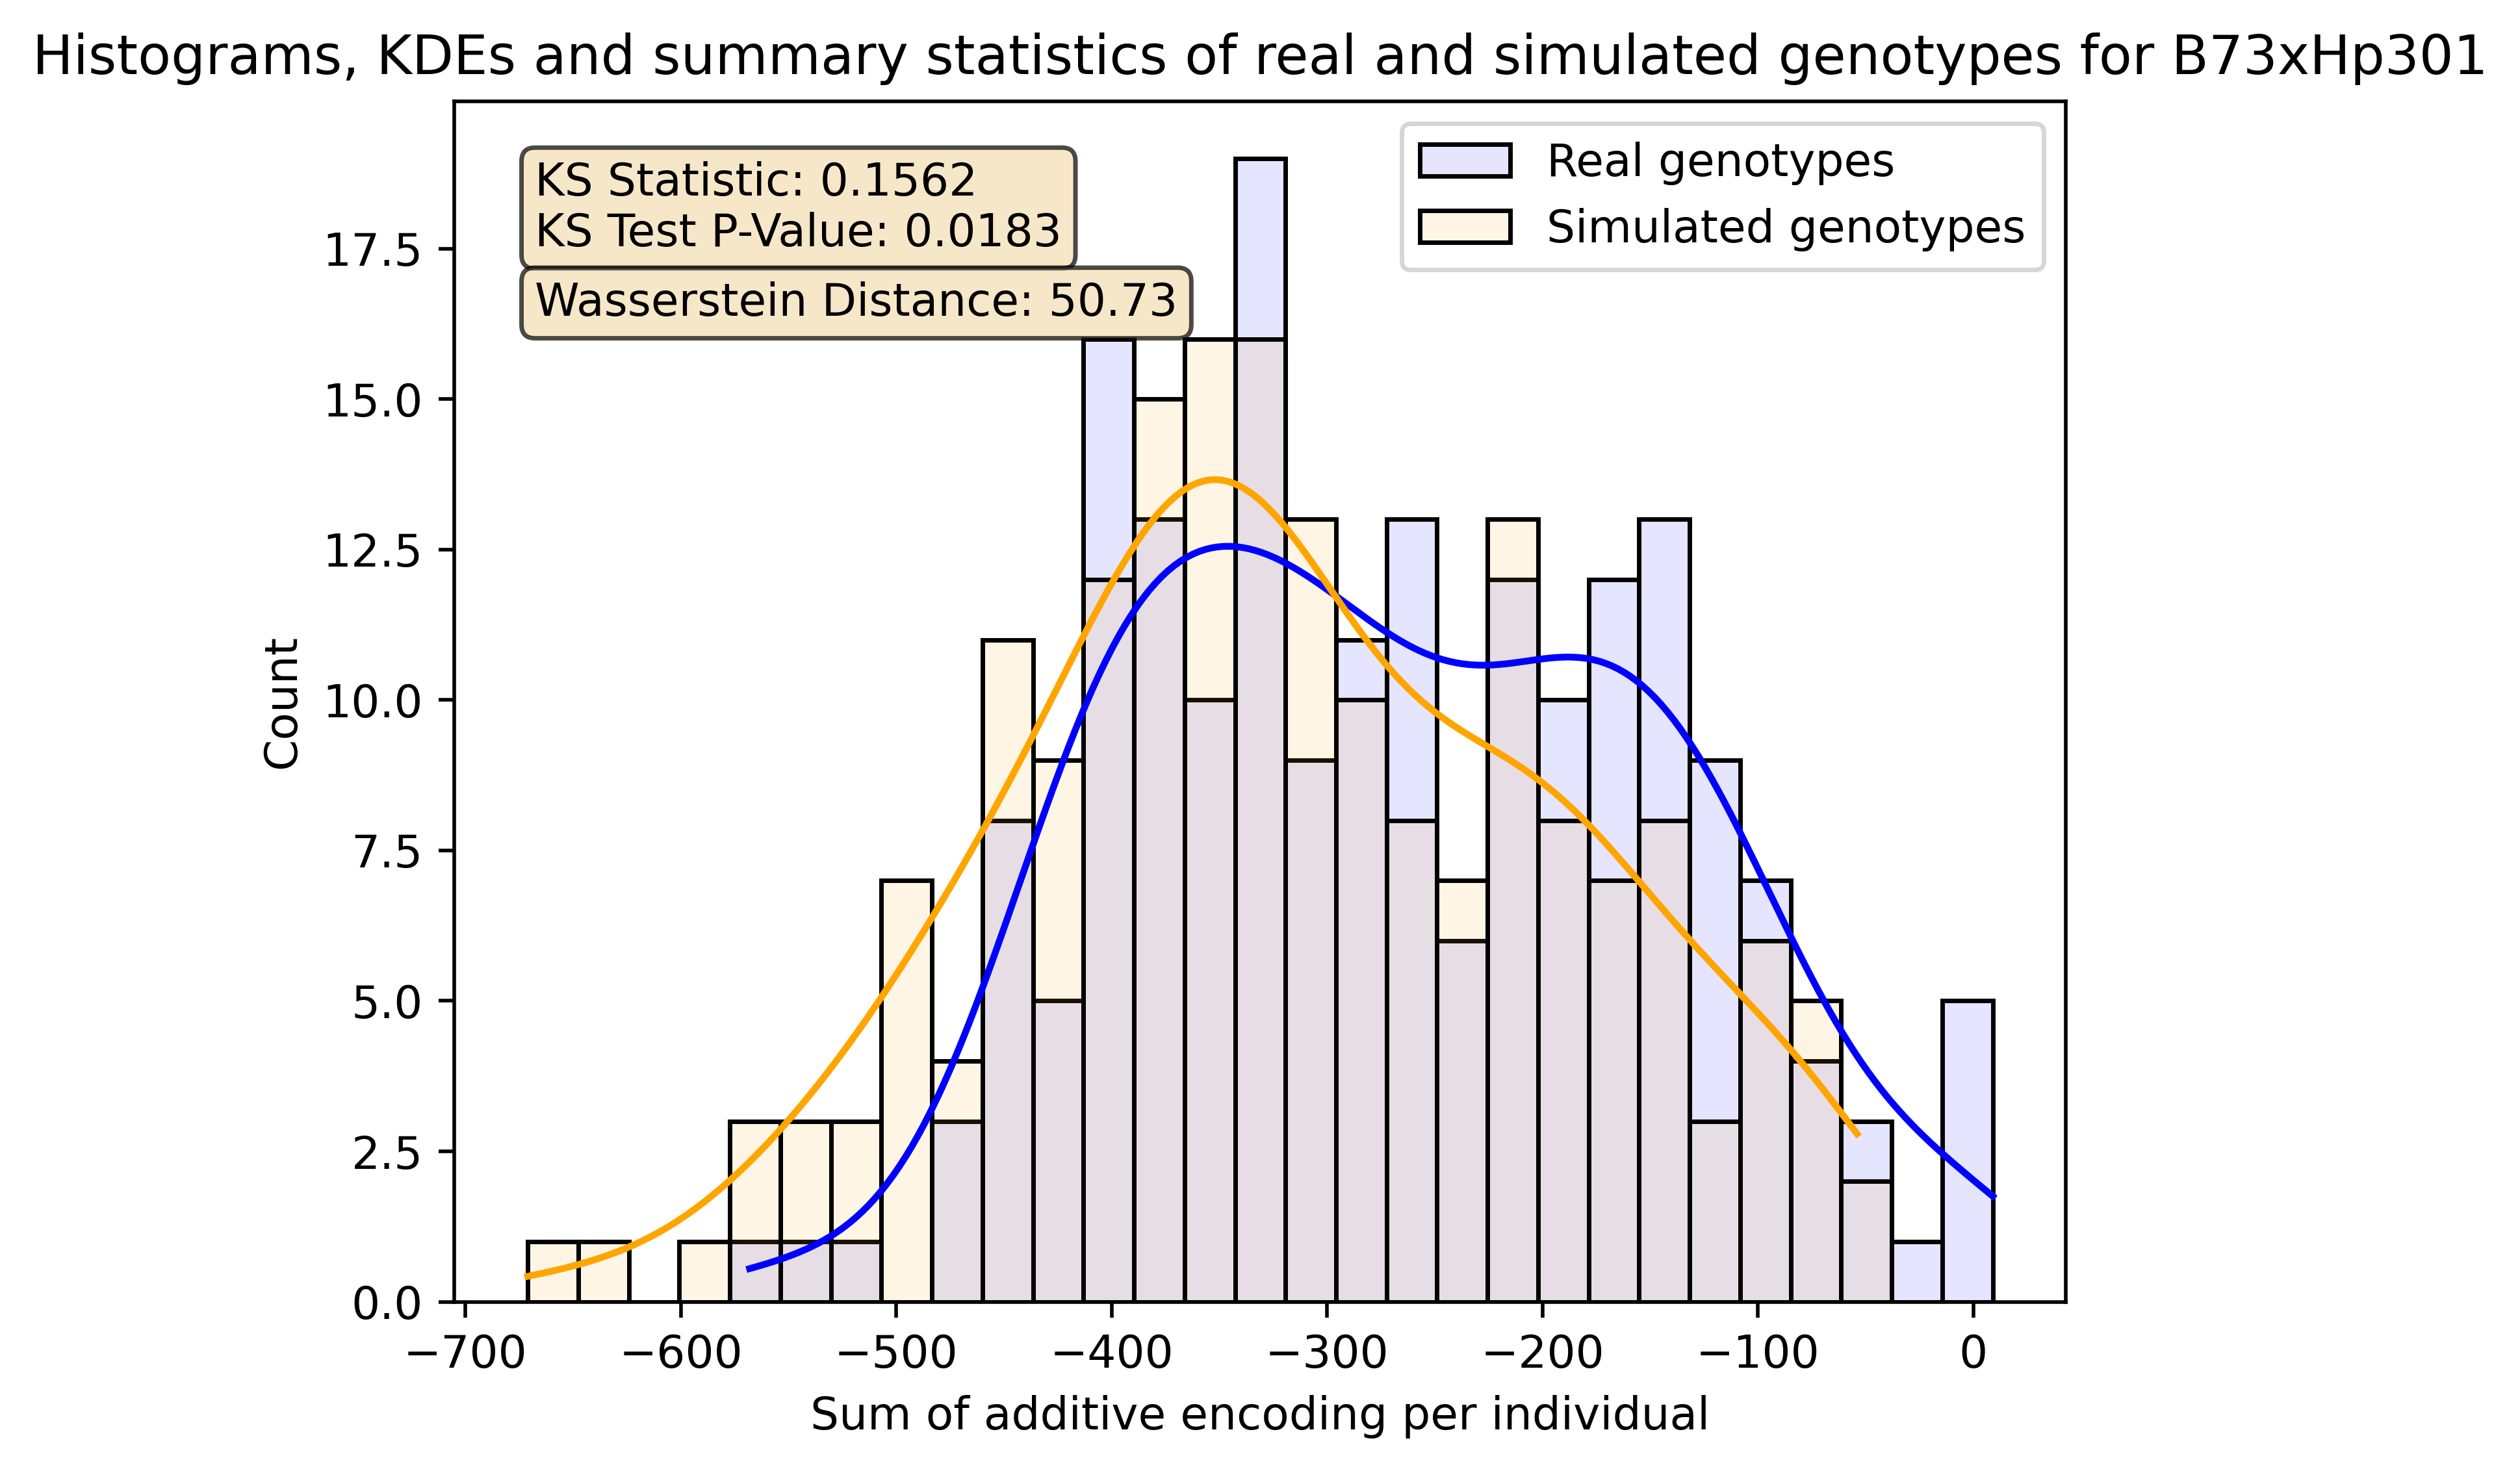 Histograms, KDEs and summary statistics of real and simulated genotypes for B73xHp301
KS Statistic: 0.1562
KS Test P-Value: 0.0183
Wasserstein Distance: 50.73
Real genotypes
Simulated genotypes
Count
17.5
15.0
12.5
10.0
7.5
5.0
2.5
0.0
−700 −600 −500 −400 −300 −200 −100 0
Sum of additive encoding per individual